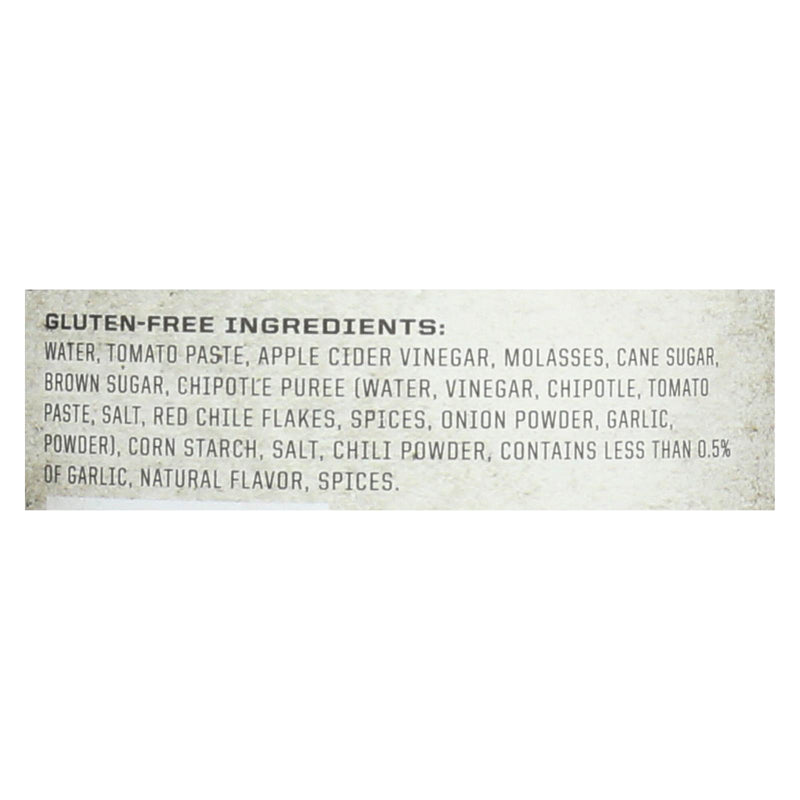 GLUTEN-FREE INGREDIENTS:
WATER, TOMATO PASTE, APPLE CIDER VINEGAR, MOLASSES, CANE SUGAR,
BROWN SUGAR, CHIPOTLE PUREE (WATER, VINEGAR, CHIPOTLE, TOMATO
PASTE, SALT, RED CHILE FLAKES, SPICES, ONION POWDER, GARLIC,
POWDER), CORN STARCH, SALT, CHILI POWDER, CONTAINS LESS THAN 0.5%
OF GARLIC, NATURAL FLAVOR, SPICES.